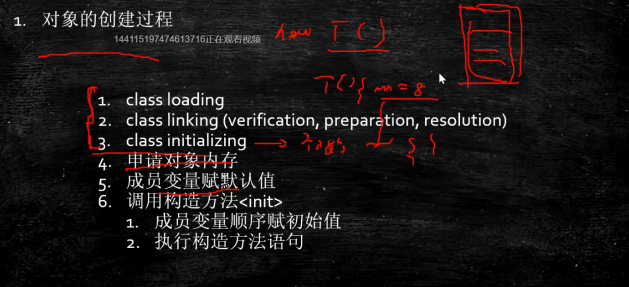 1. 对象的创建过程
144115197474613716正在观看视频
new T()
T(){ m = 8
1. class loading
2. class linking (verification, preparation, resolution)
3. class initializing
4. 申请对象内存
5. 成员变量赋默认值
6. 调用构造方法<init>
1. 成员变量顺序赋初始值
2. 执行构造方法语句